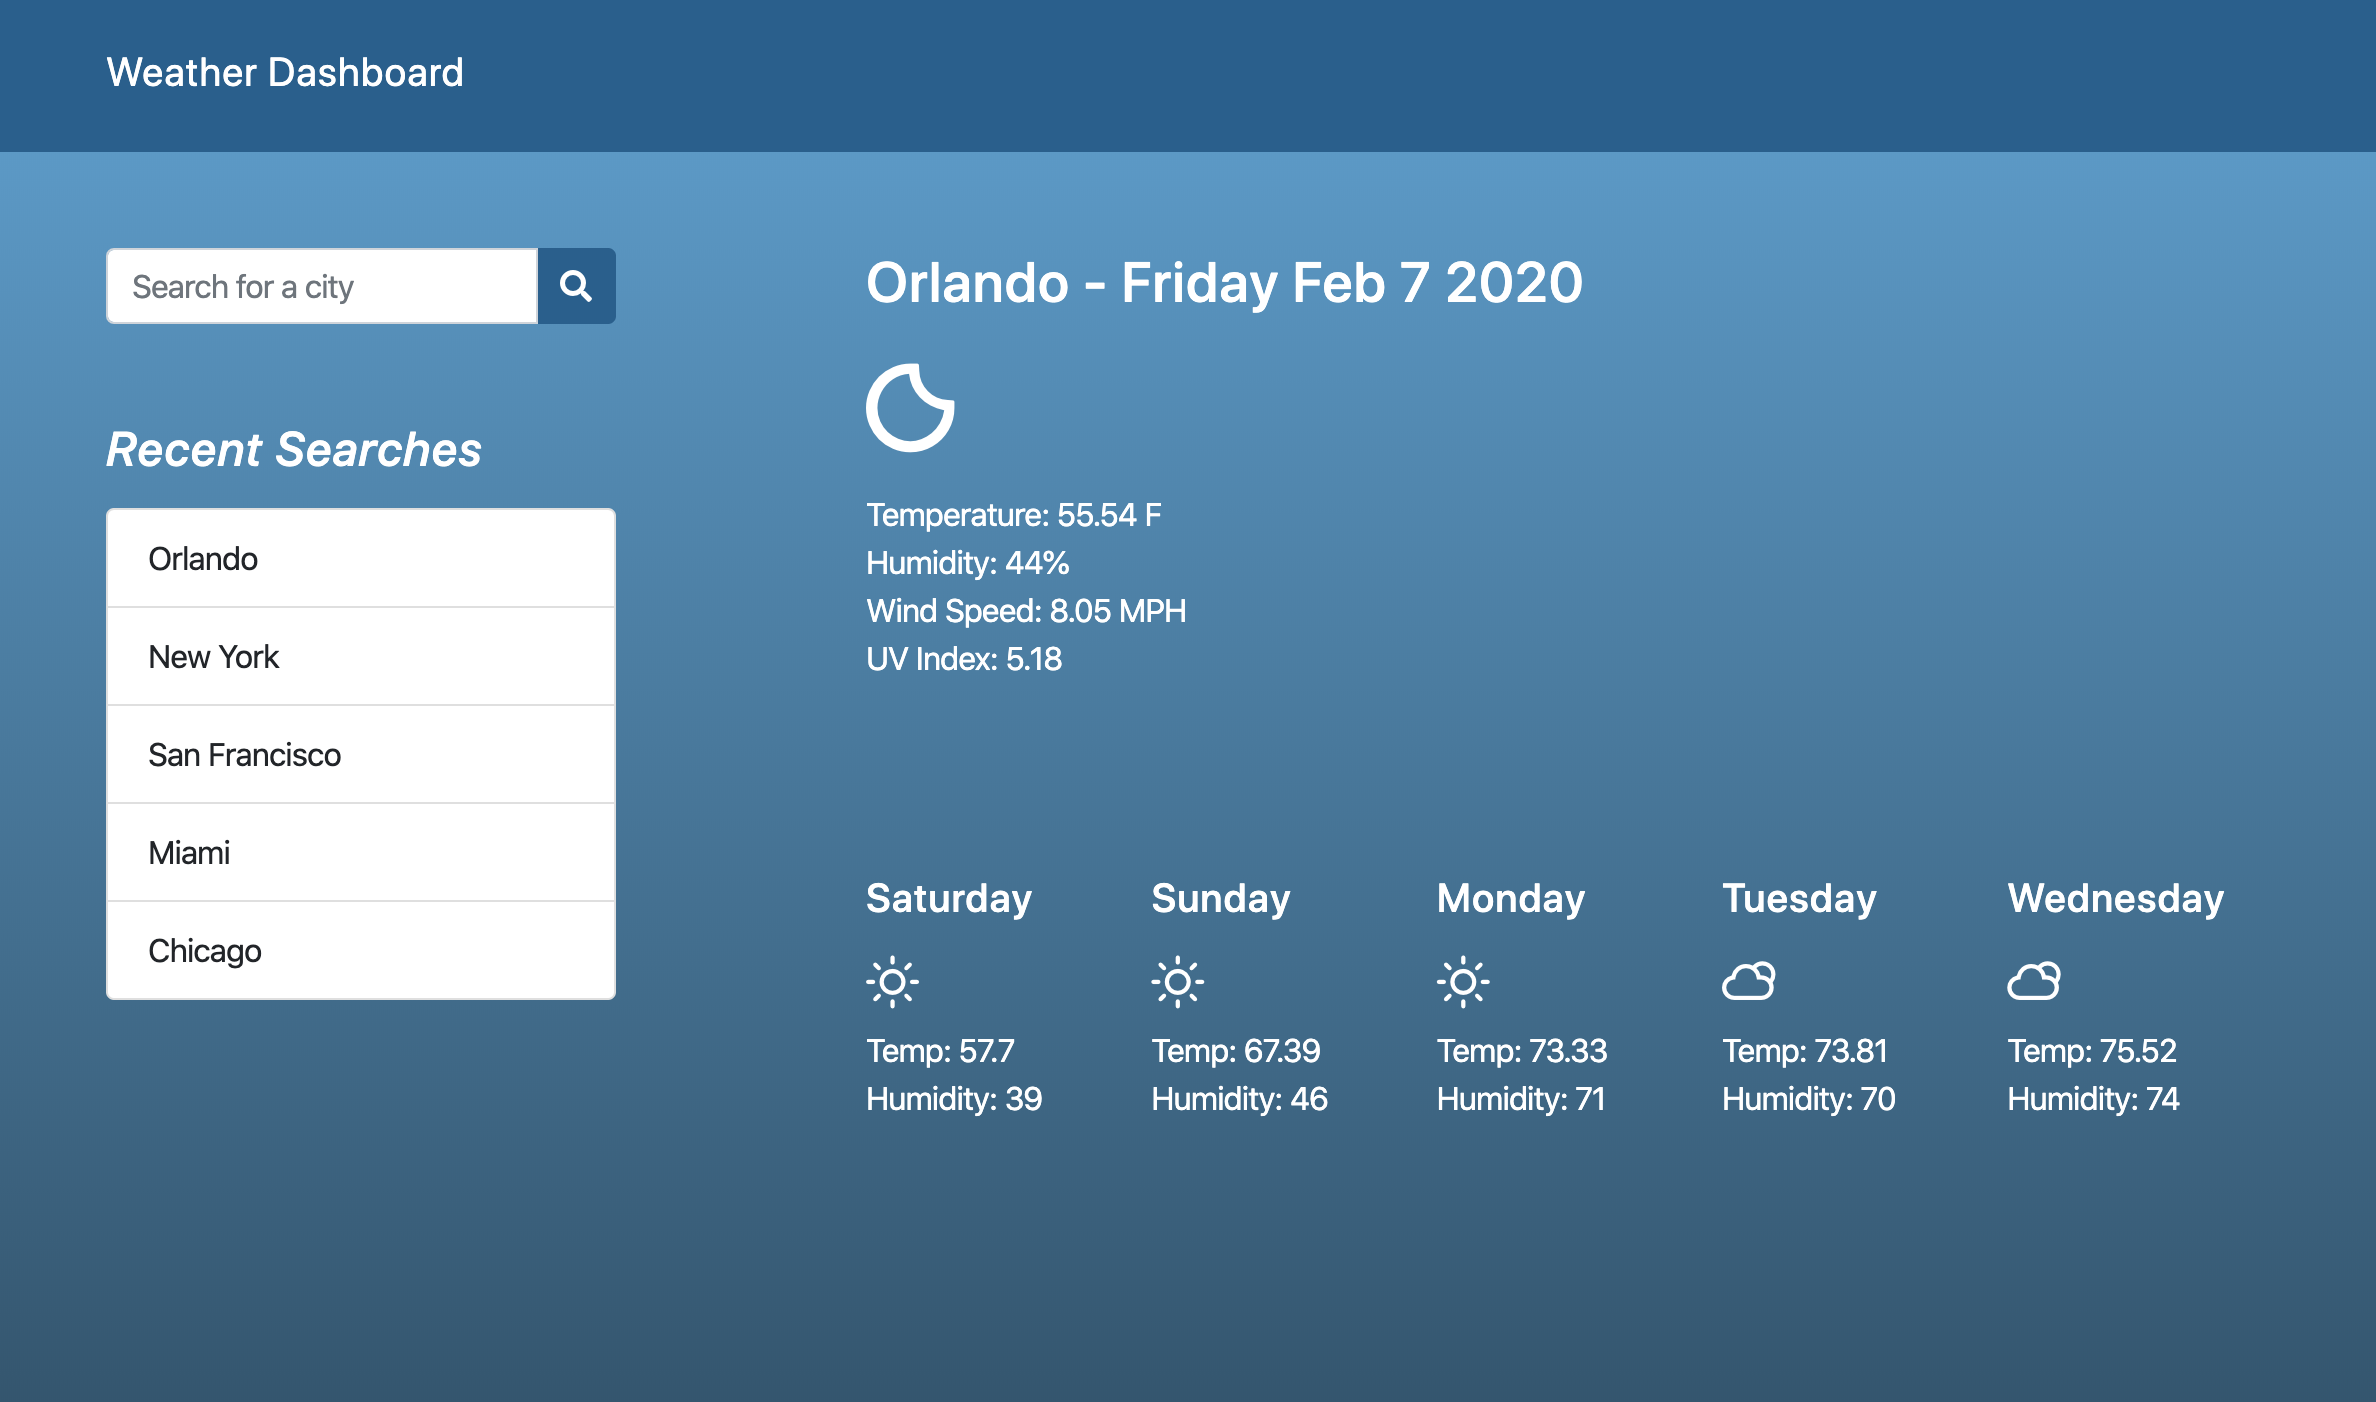 Weather Dashboard
Search for a city
Recent Searches
Orlando
New York
San Francisco
Miami
Chicago
Orlando - Friday Feb 7 2020
Temperature: 55.54 F
Humidity: 44%
Wind Speed: 8.05 MPH
UV Index: 5.18
Saturday
Temp: 57.7
Humidity: 39
Sunday
Temp: 67.39
Humidity: 46
Monday
Temp: 73.33
Humidity: 71
Tuesday
Temp: 73.81
Humidity: 70
Wednesday
Temp: 75.52
Humidity: 74